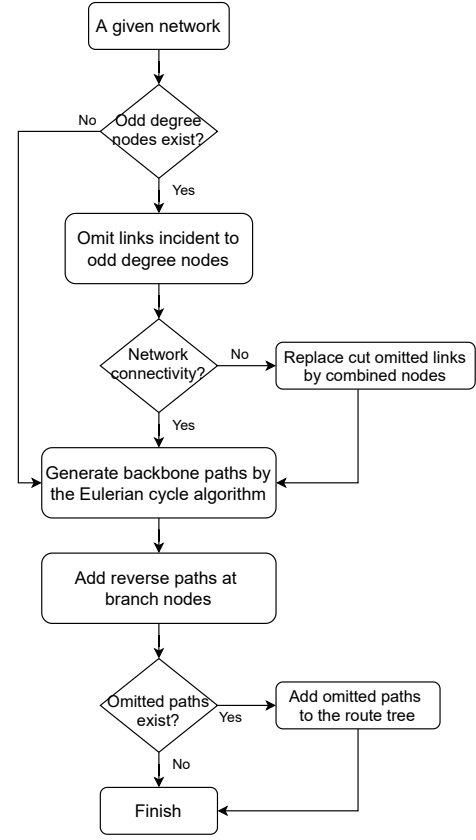 A given network
No
Odd degree
nodes exist?
Yes
Omit links incident to
odd degree nodes
Network
connectivity?
No
Replace cut omitted links
by combined nodes
Yes
Generate backbone paths by
the Eulerian cycle algorithm
Add reverse paths at
branch nodes
Omitted paths
exist?
Yes
Add omitted paths
to the route tree
No
Finish